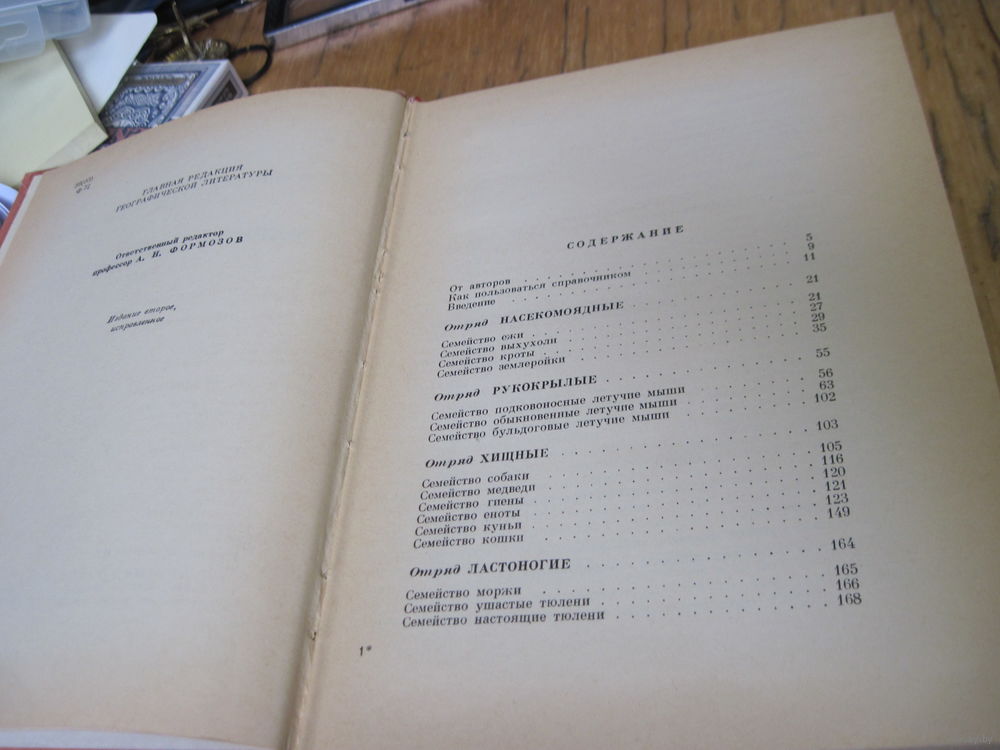 ГЛАВНАЯ РЕДАКЦИЯ
ГЕОГРАФИЧЕСКОЙ ЛИТЕРАТУРЫ
Ответственный редактор
профессор А. Н. ФОРМОЗОВ
Издание второе,
исправленное
СОДЕРЖАНИЕ
От авторов 5
Как пользоваться справочником 9
Введение 11
Отряд НАСЕКОМОЯДНЫЕ 21
Семейство ежи 21
Семейство выхухоли 27
Семейство кроты 29
Семейство землеройки 35
Отряд РУКОКРЫЛЫЕ 55
Семейство подковоносные летучие мыши 56
Семейство обыкновенные летучие мыши 63
Семейство бульдоговые летучие мыши 102
Отряд ХИЩНЫЕ 103
Семейство собаки 105
Семейство медведи 116
Семейство гиены 120
Семейство еноты 121
Семейство куньи 123
Семейство кошки 149
Отряд ЛАСТОНОГИЕ 164
Семейство моржи 165
Семейство ушастые тюлени 166
Семейство настоящие тюлени 168
1*